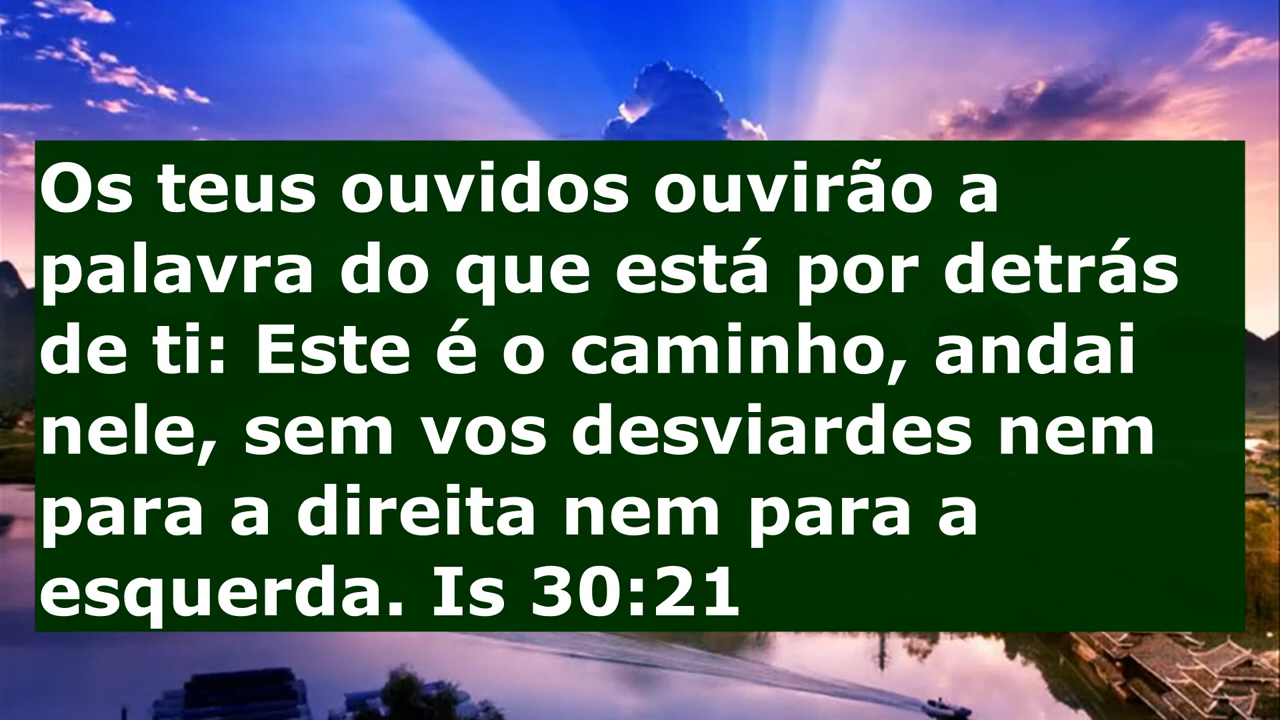 Os teus ouvidos ouvirão a
palavra do que está por detrás
de ti: Este é o caminho, andai
nele, sem vos desviardes nem
para a direita nem para a
esquerda. Is 30:21